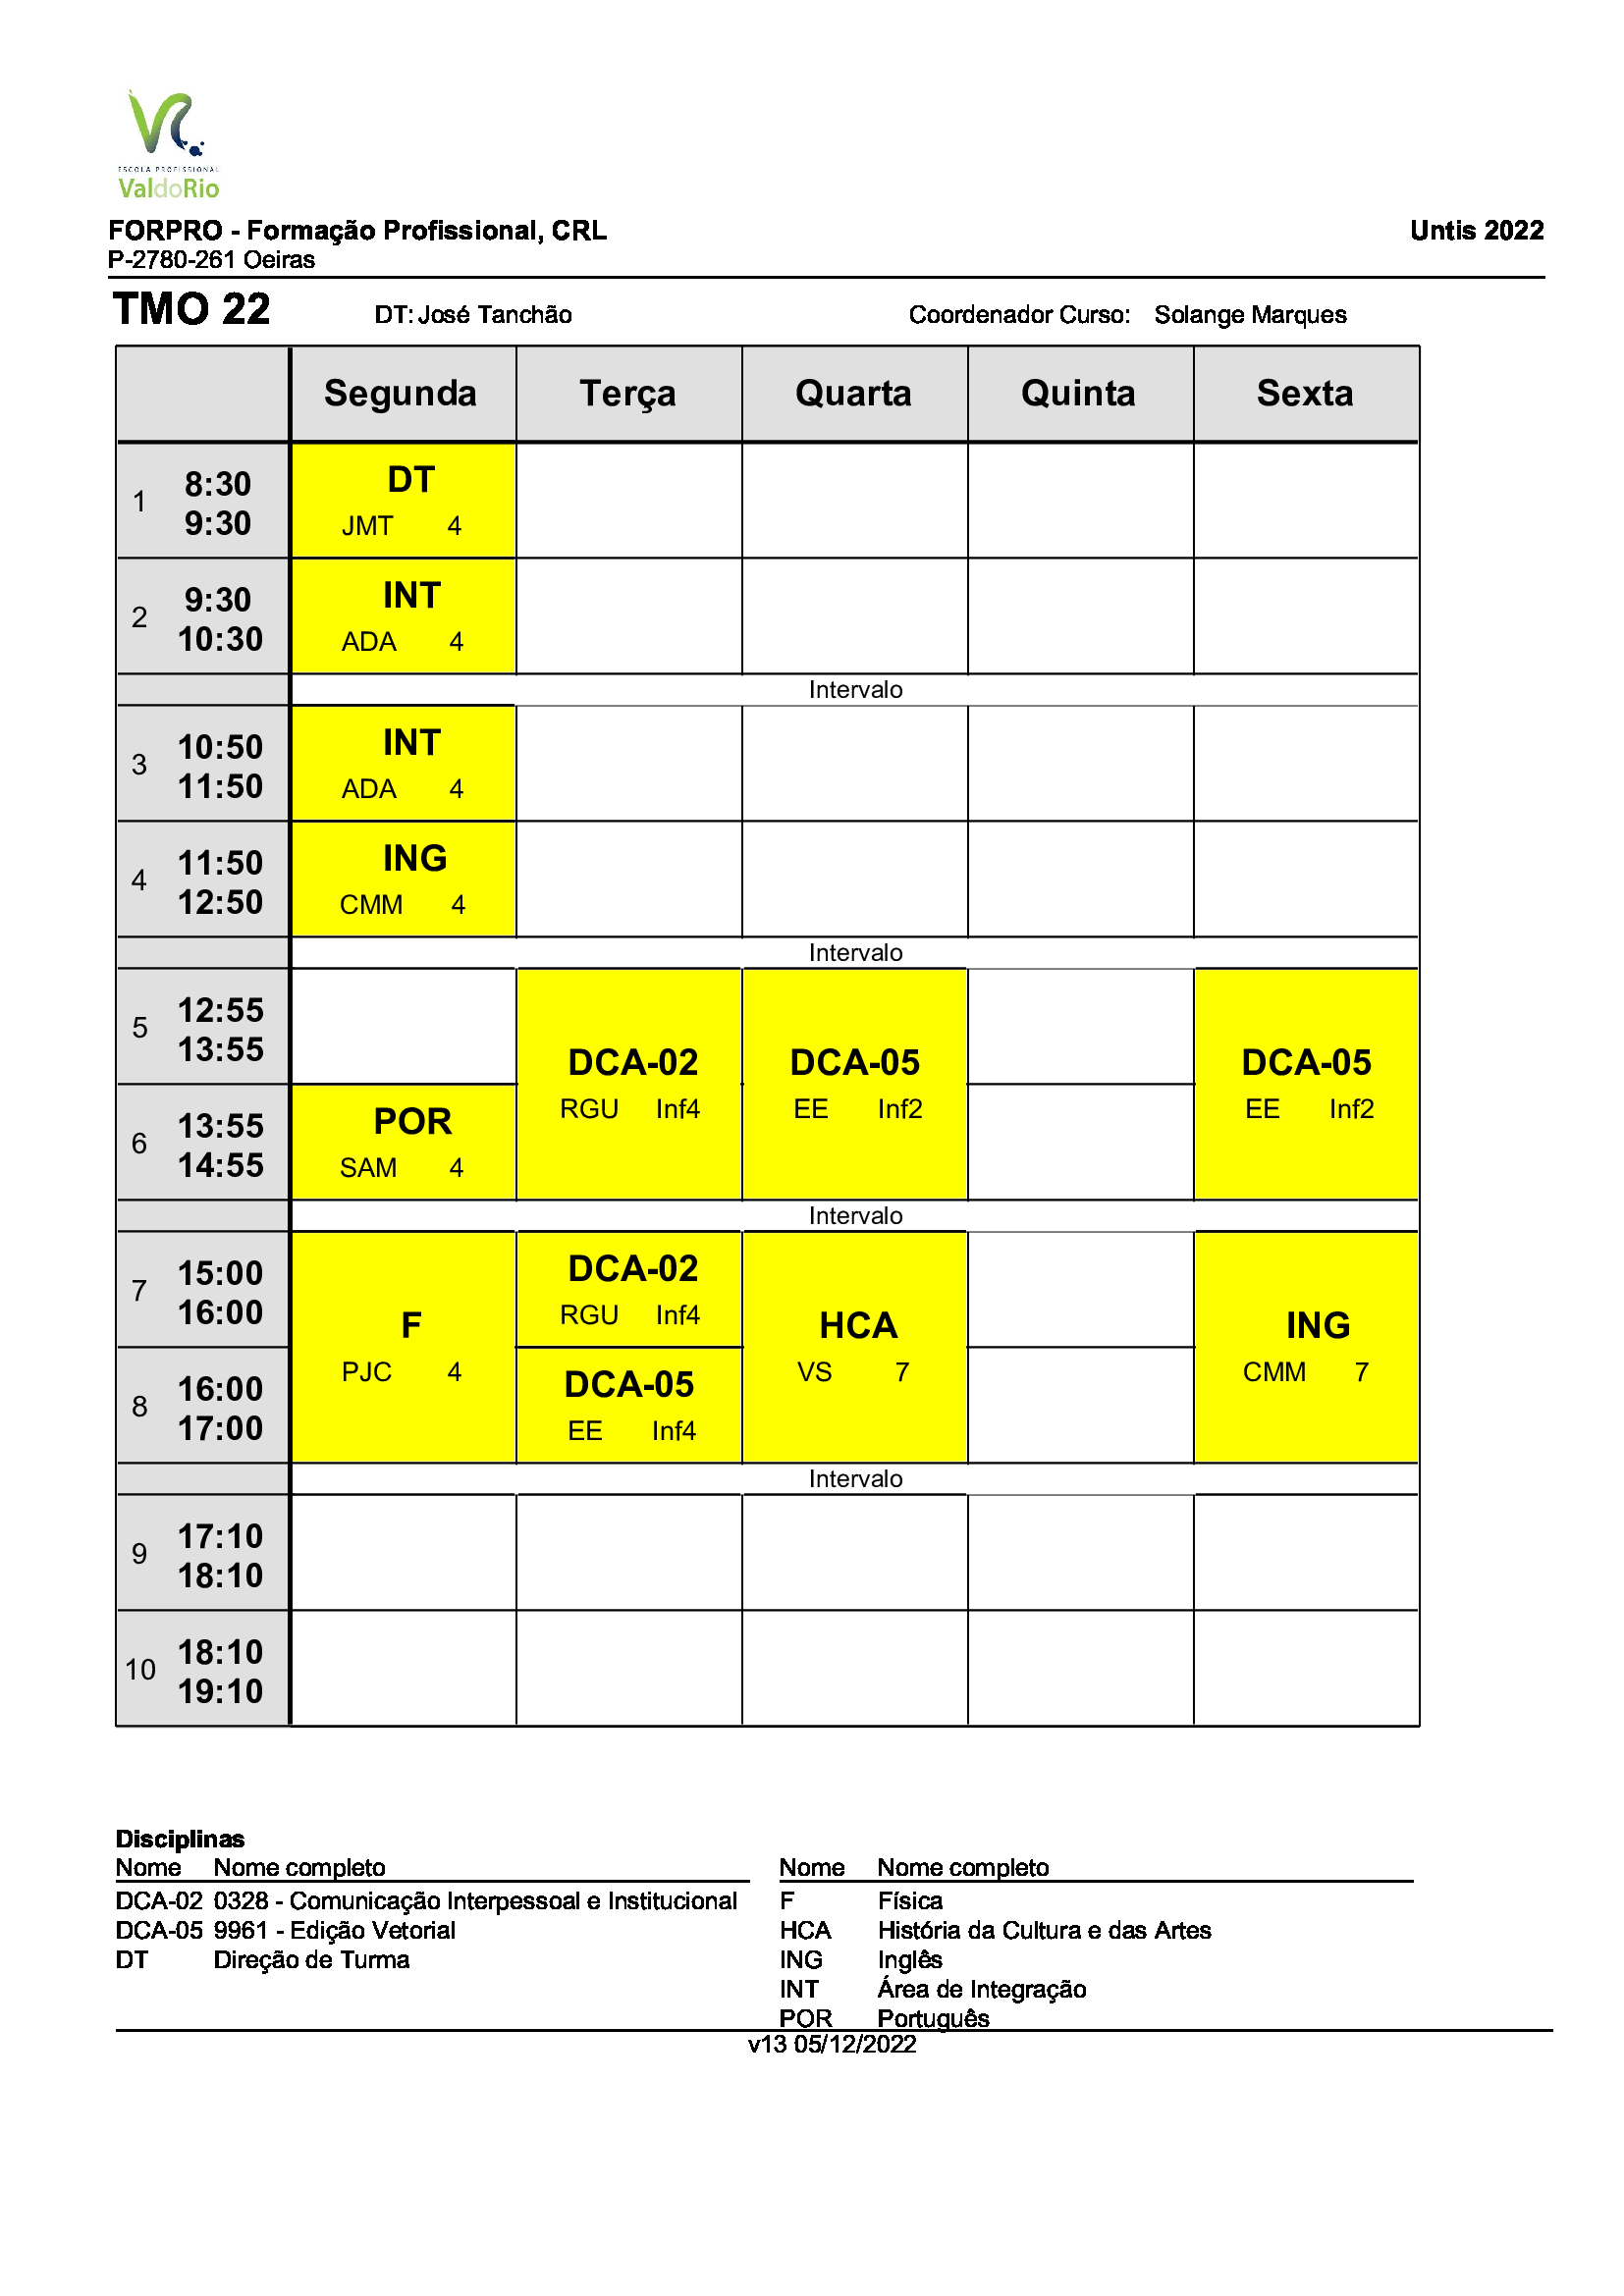 ESCOLA PROFISSIONAL
ValdoRio
FORPRO - Formação Profissional, CRL Untis 2022
P-2780-261 Oeiras
TMO 22 DT: José Tanchão Coordenador Curso: Solange Marques
Segunda Terça Quarta Quinta Sexta
1 8:30 9:30 DT
JMT 4
2 9:30 10:30 INT
ADA 4
Intervalo
3 10:50 11:50 INT
ADA 4
4 11:50 12:50 ING
CMM 4
Intervalo
5 12:55 13:55
DCA-02 DCA-05 DCA-05
RGU Inf4 EE Inf2 EE Inf2
6 13:55 14:55 POR
SAM 4
Intervalo
7 15:00 16:00 DCA-02
RGU Inf4
F HCA ING
PJC 4 VS 7 CMM 7
8 16:00 17:00 DCA-05
EE Inf4
Intervalo
9 17:10 18:10
10 18:10 19:10
Disciplinas
Nome Nome completo Nome Nome completo
DCA-02 0328 - Comunicação Interpessoal e Institucional F Física
DCA-05 9961 - Edição Vetorial HCA História da Cultura e das Artes
DT Direção de Turma ING Inglês
INT Área de Integração
POR Português
v13 05/12/2022